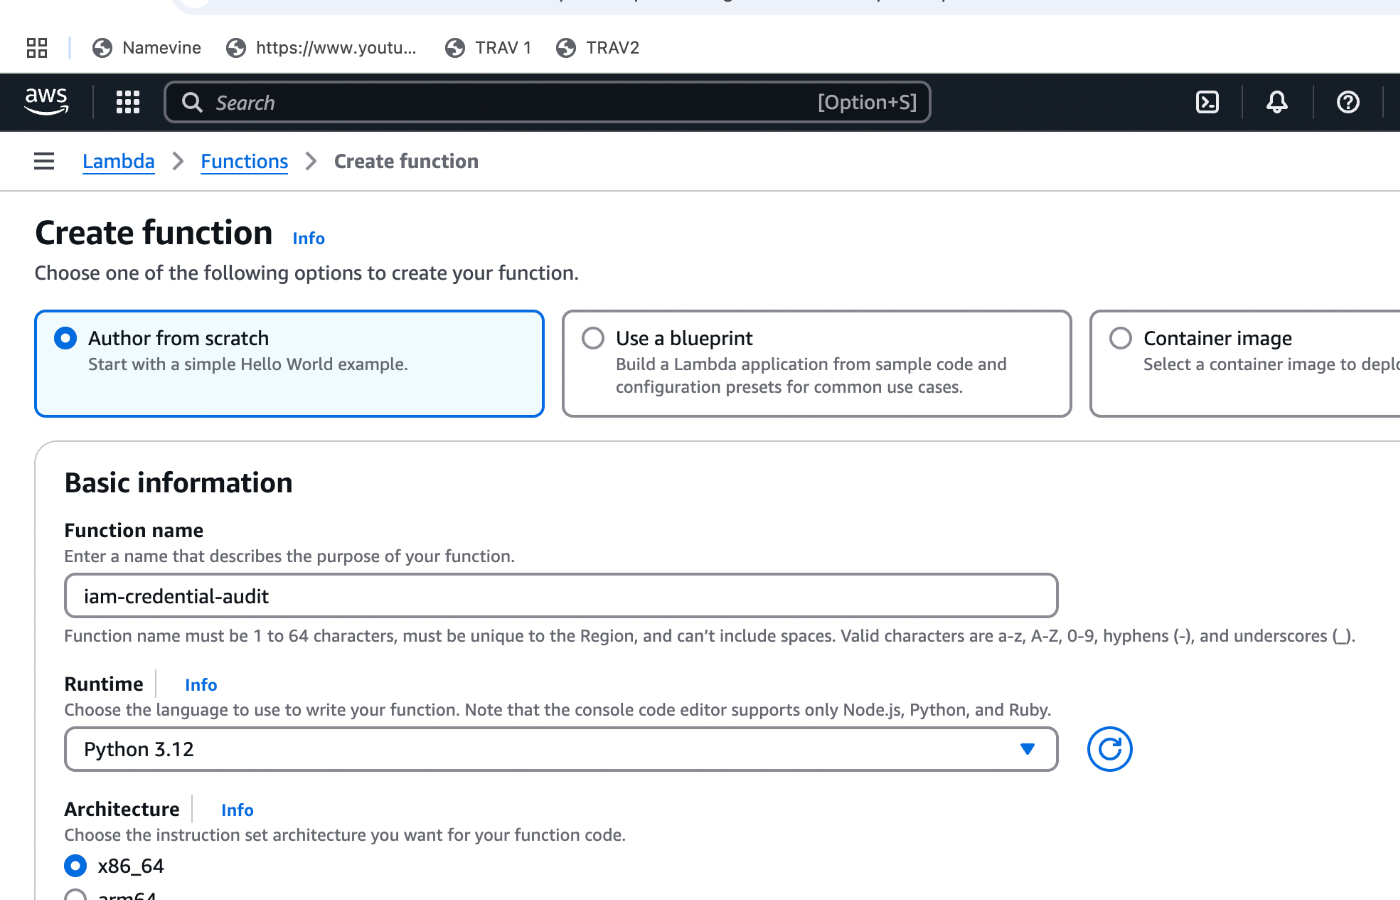 Namevine https://www.youtu... TRAV 1 TRAV2
aws Search [Option+S]
Lambda Functions Create function
Create function Info
Choose one of the following options to create your function.
Author from scratch
Start with a simple Hello World example.
Use a blueprint
Build a Lambda application from sample code and
configuration presets for common use cases.
Container image
Select a container image to deplo
Basic information
Function name
Enter a name that describes the purpose of your function.
iam-credential-audit
Function name must be 1 to 64 characters, must be unique to the Region, and can't include spaces. Valid characters are a-z, A-Z, 0-9, hyphens (-), and underscores (_).
Runtime Info
Choose the language to use to write your function. Note that the console code editor supports only Node.js, Python, and Ruby.
Python 3.12
Architecture Info
Choose the instruction set architecture you want for your function code.
x86_64
arm64